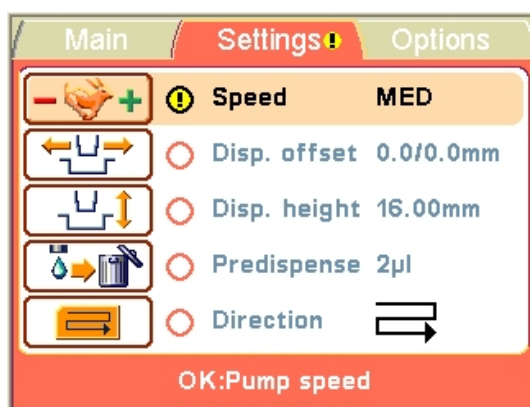 Main Settings! Options
Speed MED
Disp. offset 0.0/0.0mm
Disp. height 16.00mm
Predispense 2µl
Direction
OK:Pump speed